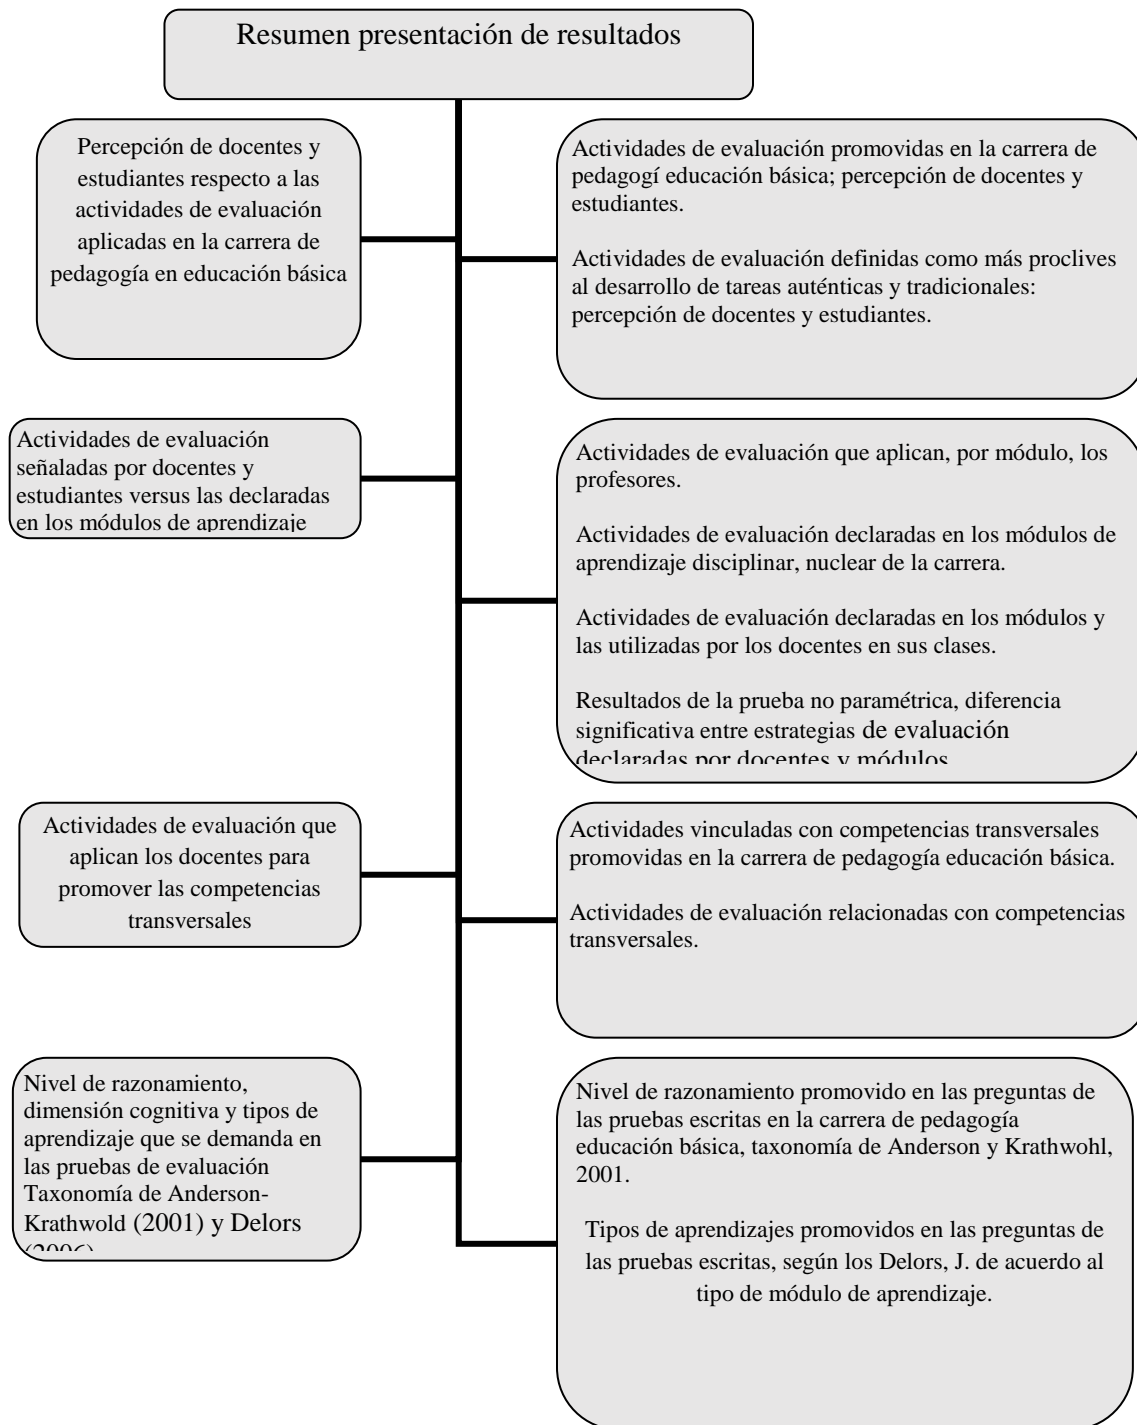 Resumen presentación de resultados
Percepción de docentes y
estudiantes respecto a las
actividades de evaluación
aplicadas en la carrera de
pedagogía en educación básica
Actividades de evaluación promovidas en la carrera de
pedagogí educación básica; percepción de docentes y
estudiantes.
Actividades de evaluación definidas como más proclives
al desarrollo de tareas auténticas y tradicionales:
percepción de docentes y estudiantes.
Actividades de evaluación
señaladas por docentes y
estudiantes versus las declaradas
en los módulos de aprendizaje
Actividades de evaluación que aplican, por módulo, los
profesores.
Actividades de evaluación declaradas en los módulos de
aprendizaje disciplinar, nuclear de la carrera.
Actividades de evaluación declaradas en los módulos y
las utilizadas por los docentes en sus clases.
Resultados de la prueba no paramétrica, diferencia
significativa entre estrategias de evaluación
declaradas por docentes y módulos
Actividades de evaluación que
aplican los docentes para
promover las competencias
transversales
Actividades vinculadas con competencias transversales
promovidas en la carrera de pedagogía educación básica.
Actividades de evaluación relacionadas con competencias
transversales.
Nivel de razonamiento,
dimensión cognitiva y tipos de
aprendizaje que se demanda en
las pruebas de evaluación
Taxonomía de Anderson-
Krathwold (2001) y Delors
(2006)
Nivel de razonamiento promovido en las preguntas de
las pruebas escritas en la carrera de pedagogía
educación básica, taxonomía de Anderson y Krathwohl,
2001.
Tipos de aprendizajes promovidos en las preguntas de
las pruebas escritas, según los Delors, J. de acuerdo al
tipo de módulo de aprendizaje.